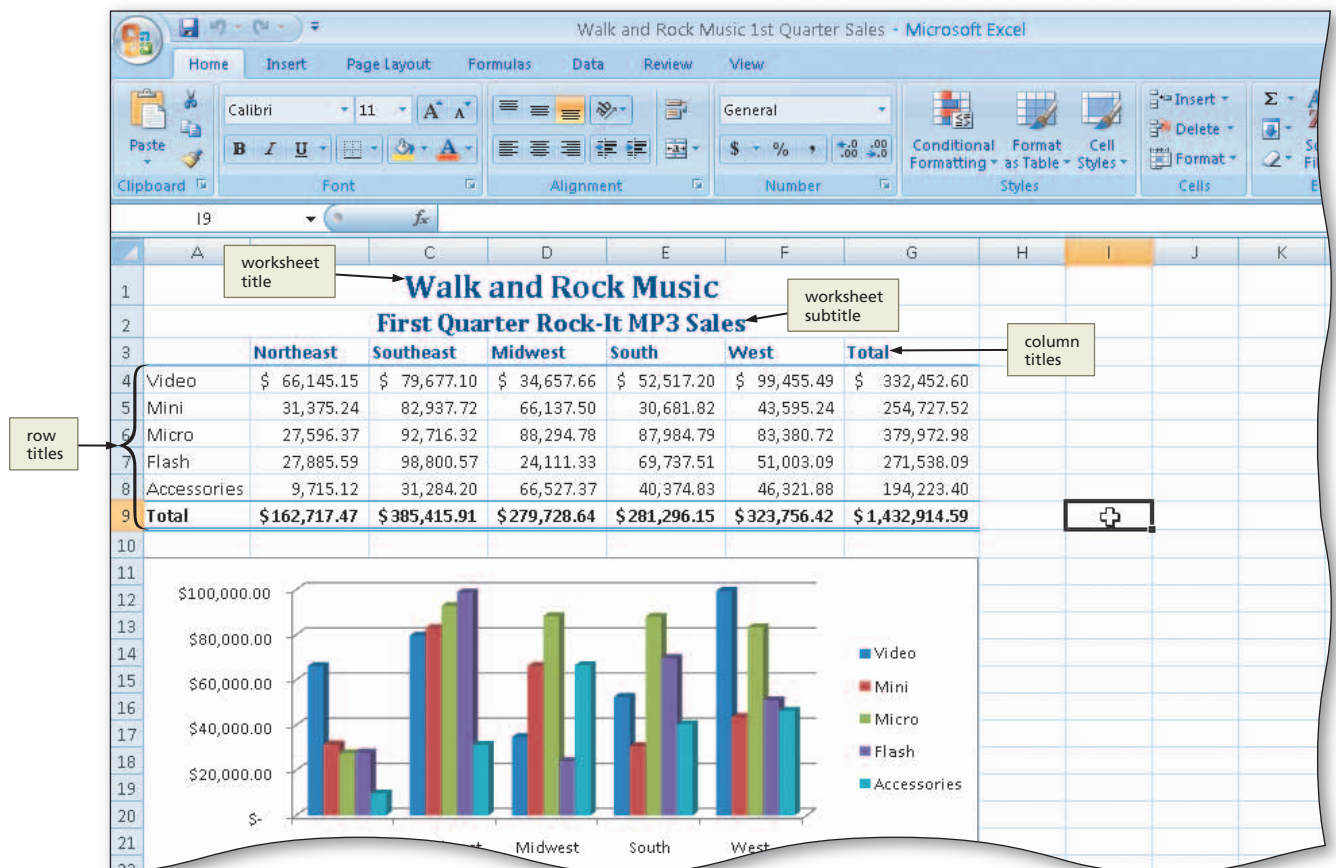 Walk and Rock Music 1st Quarter Sales - Microsoft Excel
Home Insert Page Layout Formulas Data Review View
Paste
Clipboard
Calibri 11 A A
B I U A
Font
Alignment
General
$ % ,
Number
Conditional Formatting
Format as Table
Cell Styles
Styles
Insert
Delete
Format
Cells
Σ
I9 fx
A C D E F G H I J K
worksheet title
1 Walk and Rock Music
worksheet subtitle
2 First Quarter Rock-It MP3 Sales
column titles
3 Northeast Southeast Midwest South West Total
row titles
4 Video $ 66,145.15 $ 79,677.10 $ 34,657.66 $ 52,517.20 $ 99,455.49 $ 332,452.60
5 Mini 31,375.24 82,937.72 66,137.50 30,681.82 43,595.24 254,727.52
6 Micro 27,596.37 92,716.32 88,294.78 87,984.79 83,380.72 379,972.98
7 Flash 27,885.59 98,800.57 24,111.33 69,737.51 51,003.09 271,538.09
8 Accessories 9,715.12 31,284.20 66,527.37 40,374.83 46,321.88 194,223.40
9 Total $162,717.47 $385,415.91 $279,728.64 $281,296.15 $323,756.42 $1,432,914.59
10
11
12
13
14
15
16
17
18
19
20
21
$100,000.00
$80,000.00
$60,000.00
$40,000.00
$20,000.00
$-
Midwest South West
Video
Mini
Micro
Flash
Accessories